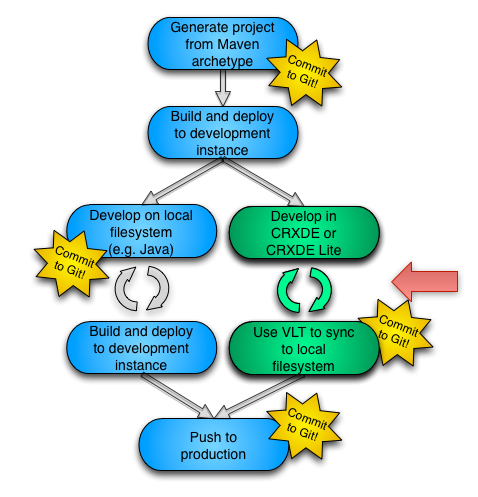 Generate project
from Maven
archetype
Commit
to Git!
Build and deploy
to development
instance
Develop on local
filesystem
(e.g. Java)
Commit
to Git!
Develop in
CRXDE or
CRXDE Lite
Build and deploy
to development
instance
Use VLT to sync
to local
filesystem
Commit
to Git!
Push to
production
Commit
to Git!